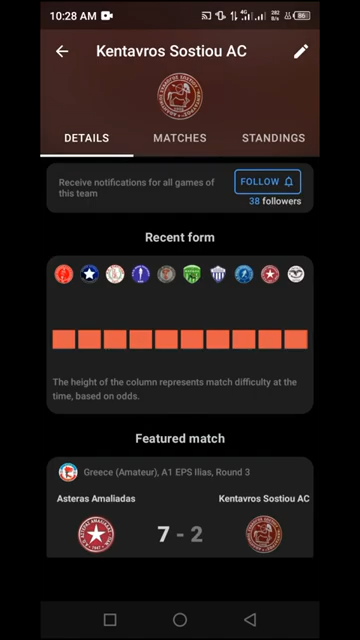 10:28 AM
282
B/s
86
Kentavros Sostiou AC
DETAILS
MATCHES
STANDINGS
Receive notifications for all games of
this team
FOLLOW
38 followers
Recent form
The height of the column represents match difficulty at the
time, based on odds.
Featured match
Greece (Amateur), A1 EPS Ilias, Round 3
Asteras Amaliadas
Kentavros Sostiou AC
7 - 2